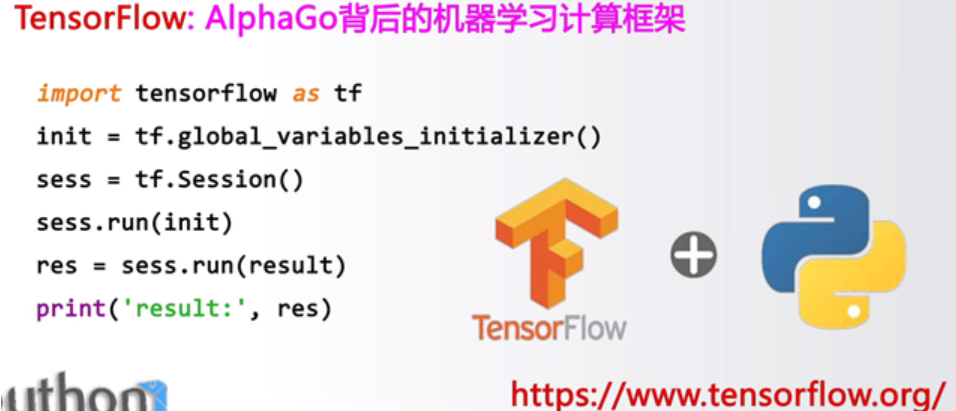 TensorFlow: AlphaGo背后的机器学习计算框架
import tensorflow as tf
init = tf.global_variables_initializer()
sess = tf.Session()
sess.run(init)
res = sess.run(result)
print('result:', res)
TensorFlow
https://www.tensorflow.org/